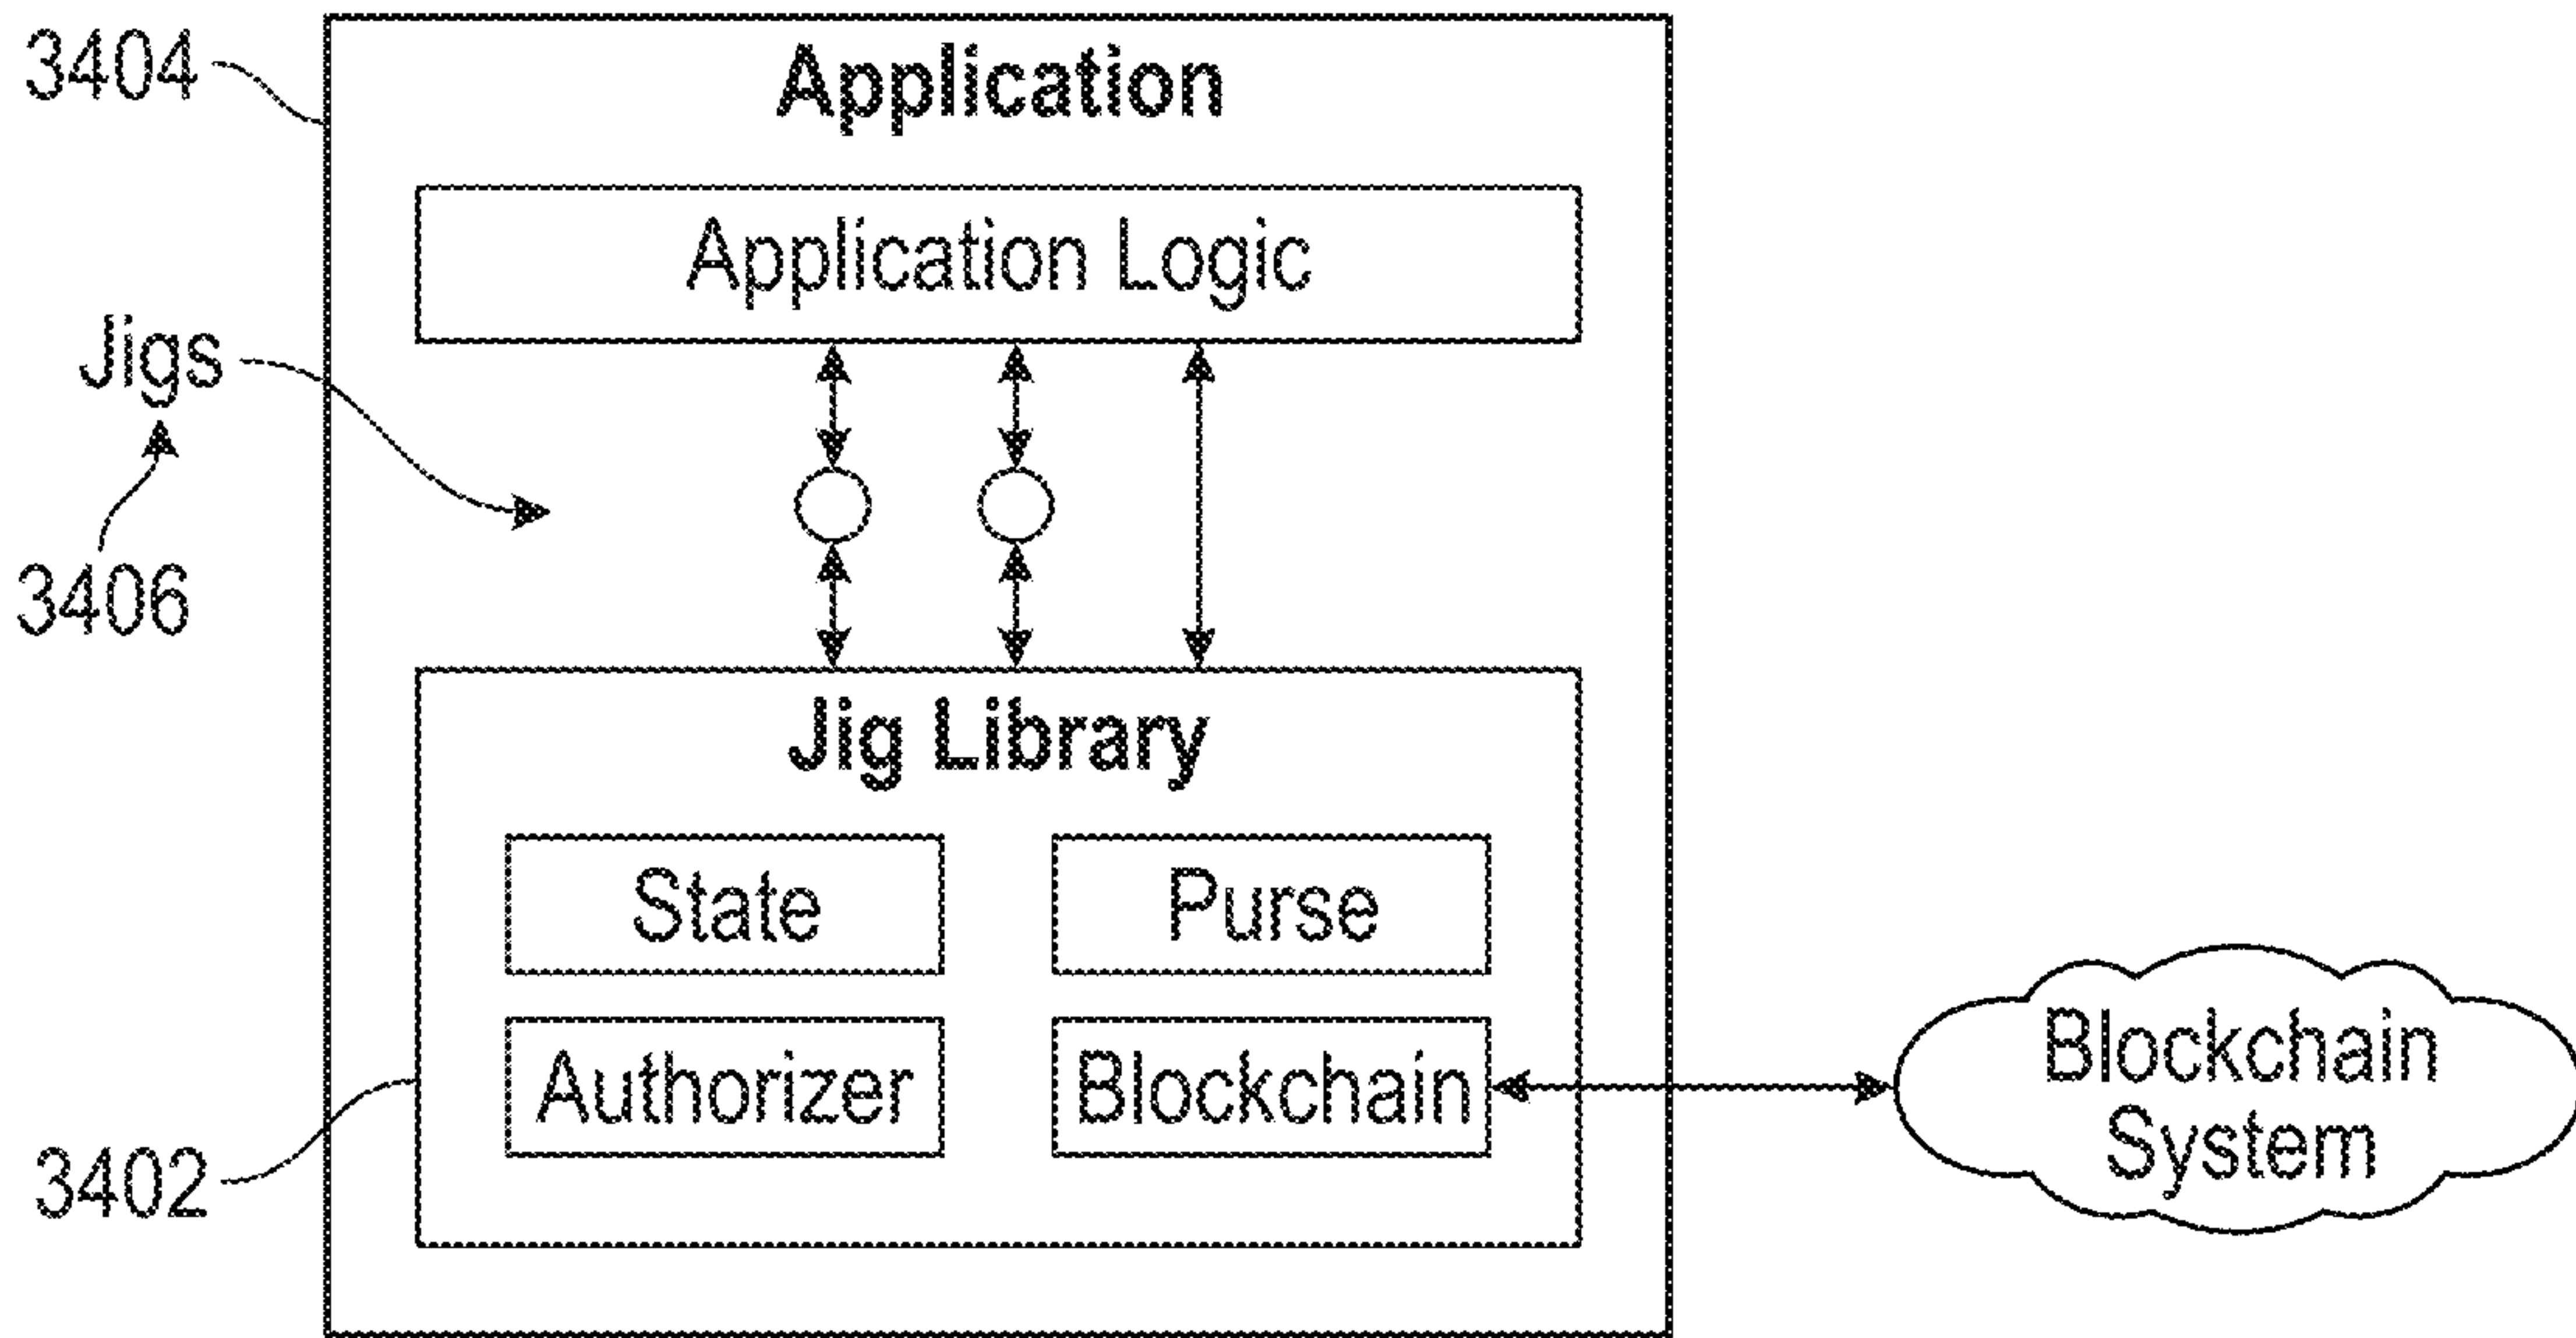 3404
Application
Application Logic
Jigs
3406
Jig Library
State
Purse
Authorizer
Blockchain
3402
Blockchain
System